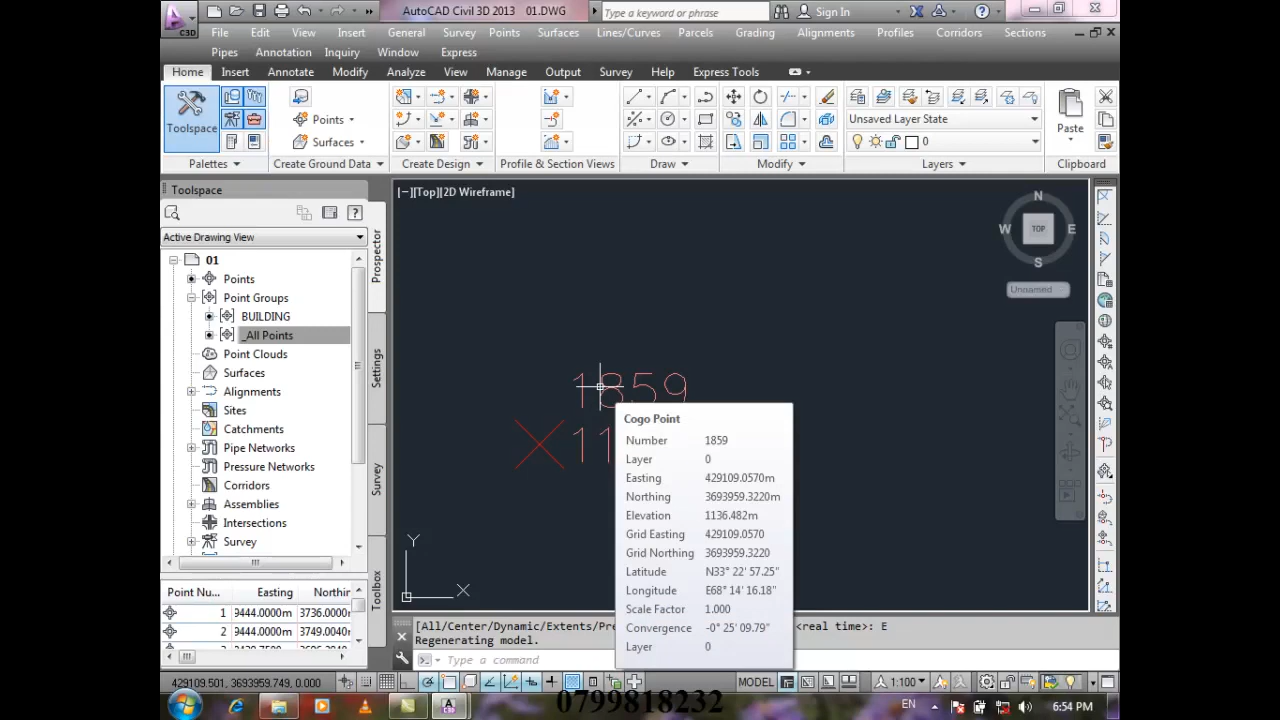 AutoCAD Civil 3D 2013 01.DWG
Type a keyword or phrase
Sign In
C3D
File Edit View Insert General Survey Points Surfaces Lines/Curves Parcels Grading Alignments Profiles Corridors Sections
Pipes Annotation Inquiry Window Express
Home Insert Annotate Modify Analyze View Manage Output Survey Help Express Tools
Toolspace
Points
Surfaces
Unsaved Layer State
0
Paste
Palettes Create Ground Data Create Design Profile & Section Views Draw Modify Layers Clipboard
Toolspace
Active Drawing View
01
Points
Point Groups
BUILDING
_All Points
Point Clouds
Surfaces
Alignments
Sites
Catchments
Pipe Networks
Pressure Networks
Corridors
Assemblies
Intersections
Survey
Prospector
Settings
Survey
Toolbox
Point Nu... Easting Northin
1 9444.0000m 3736.000
2 9444.0000m 3749.0040
[−][Top][2D Wireframe]
N
W TOP E
S
Unnamed
1859
11
Y
X
Cogo Point
Number 1859
Layer 0
Easting 429109.0570m
Northing 3693959.3220m
Elevation 1136.482m
Grid Easting 429109.0570
Grid Northing 3693959.3220
Latitude N33° 22' 57.25"
Longitude E68° 14' 16.18"
Scale Factor 1.000
Convergence -0° 25' 09.79"
Layer 0
[All/Center/Dynamic/Extents/Pre <real time>: E
Regenerating model.
Type a command
429109.501, 3693959.749, 0.000
MODEL
1:100
0799818232
EN
6:54 PM